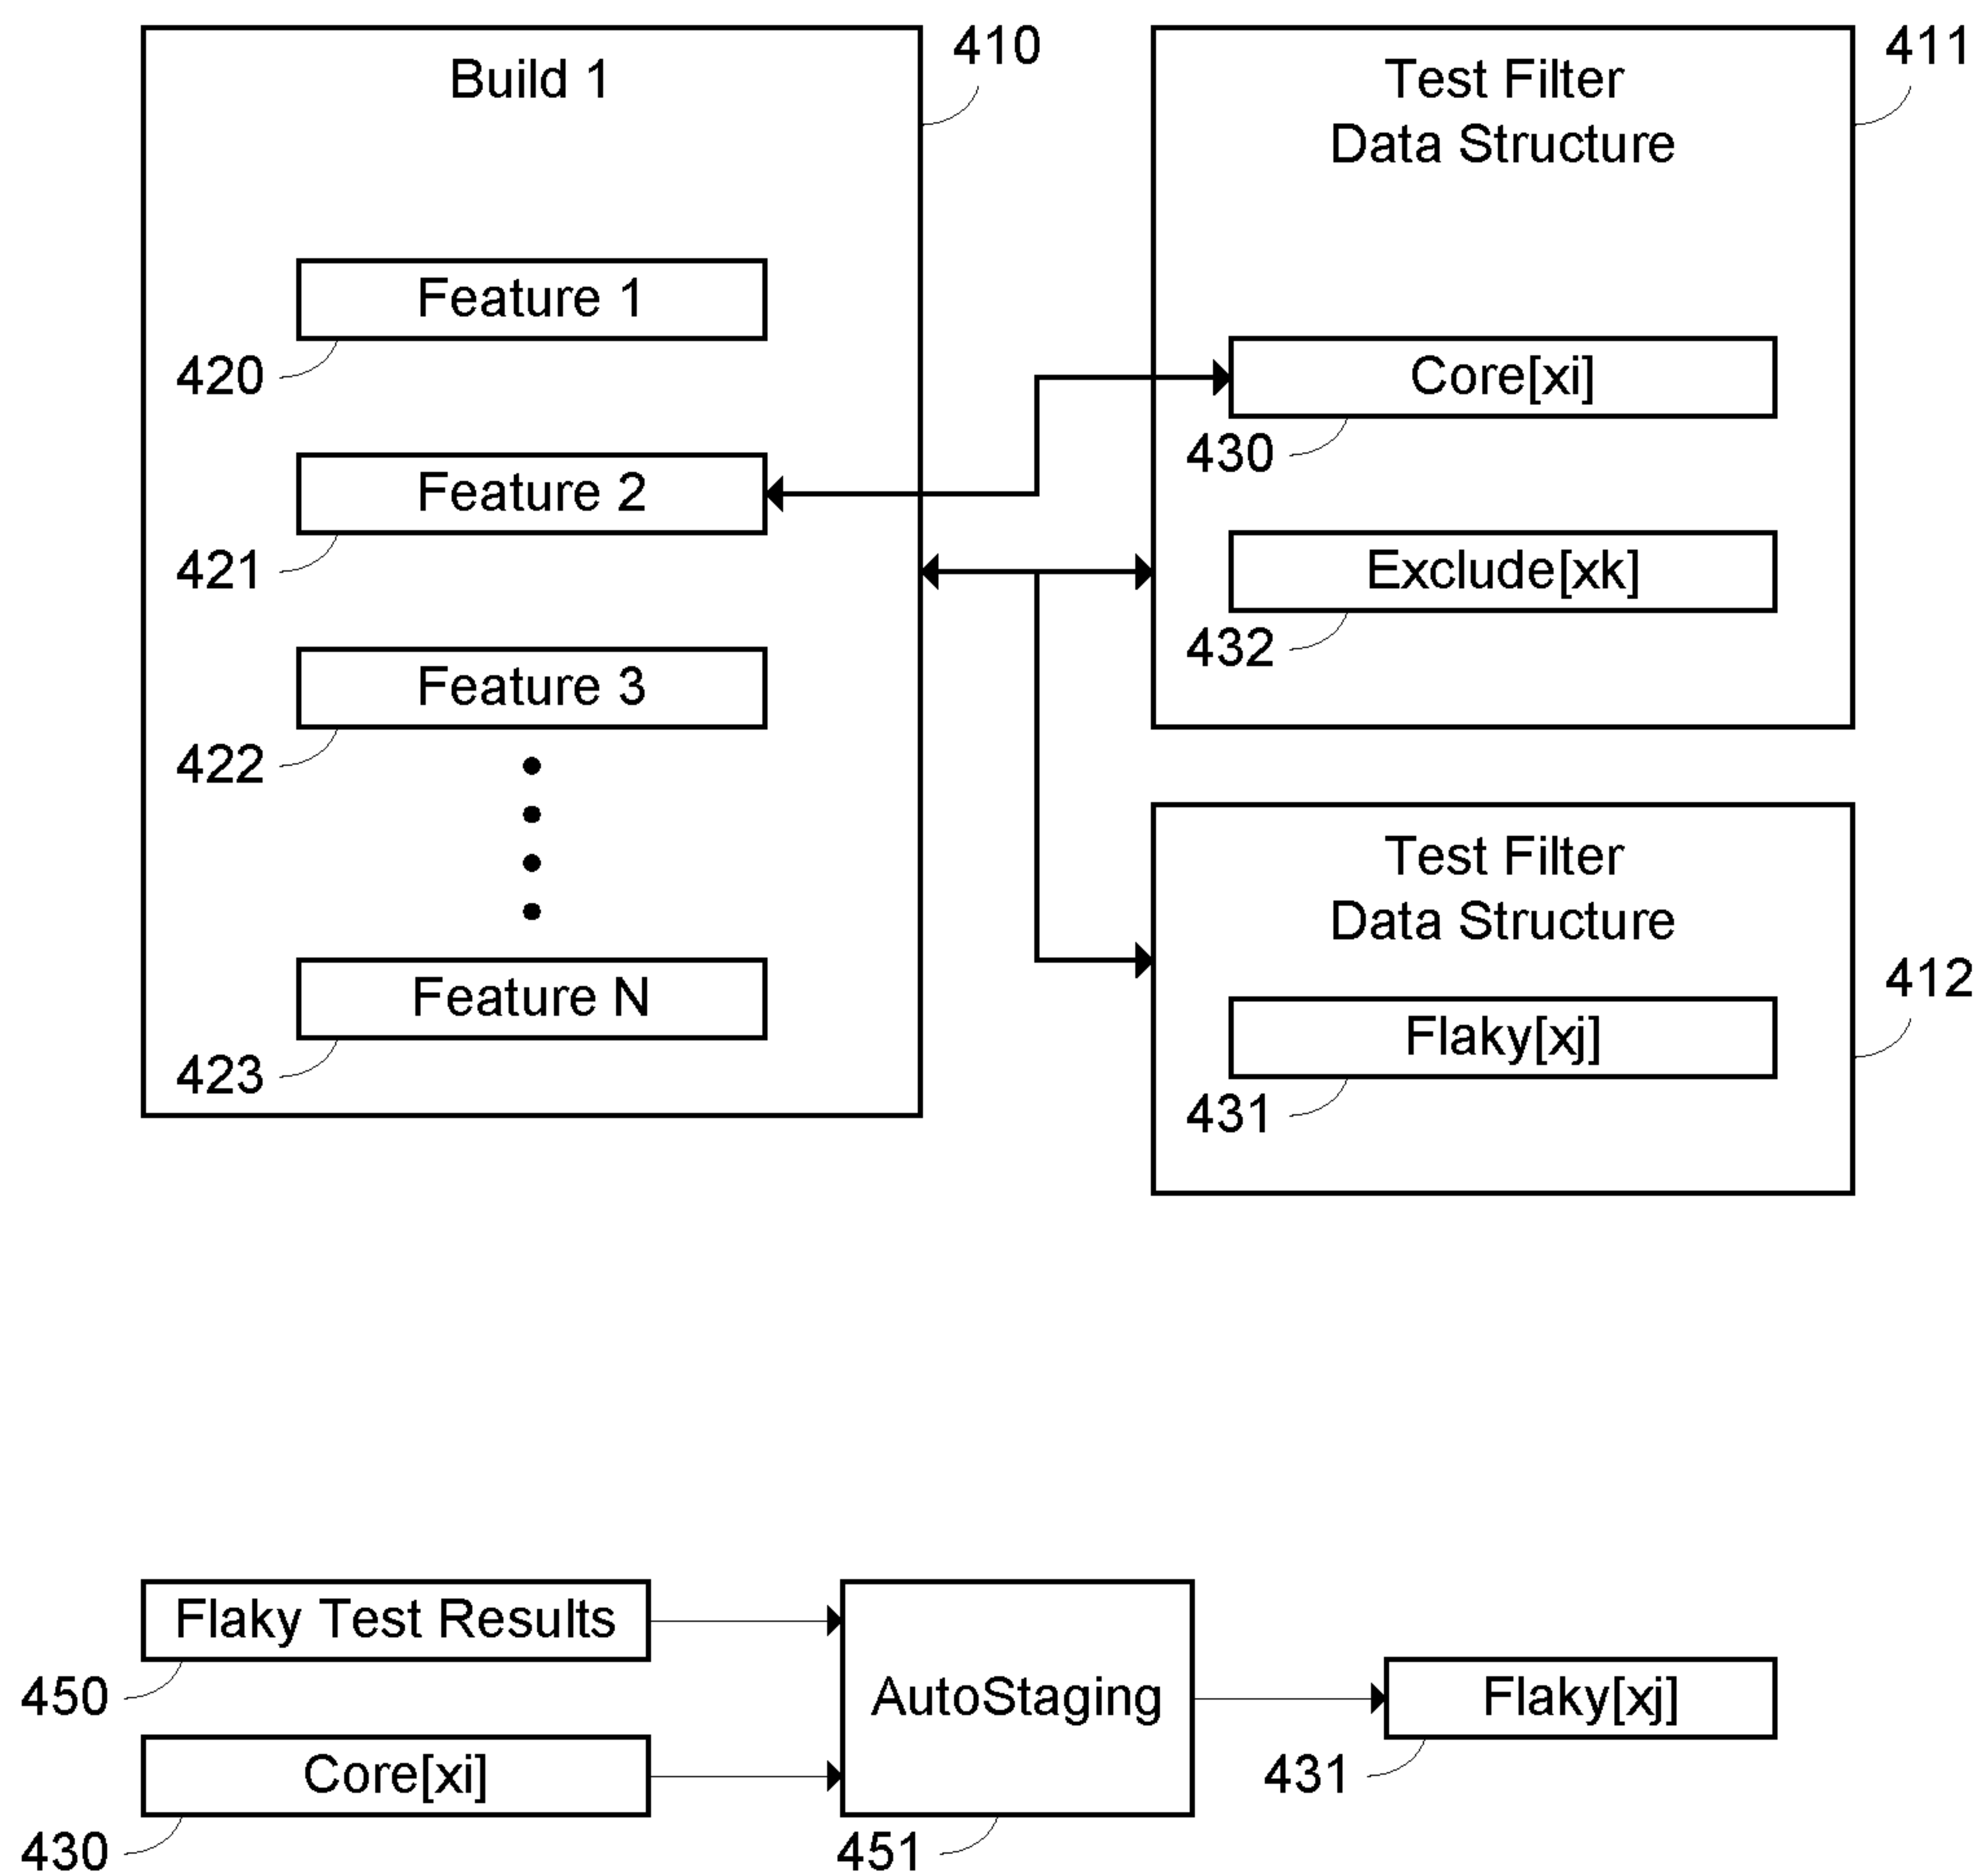 Build 1
410
Feature 1
420
Feature 2
421
Feature 3
422
Feature N
423
Test Filter
Data Structure
411
Core[xi]
430
Exclude[xk]
432
Test Filter
Data Structure
412
Flaky[xj]
431
Flaky Test Results
450
Core[xi]
430
AutoStaging
451
Flaky[xj]
431